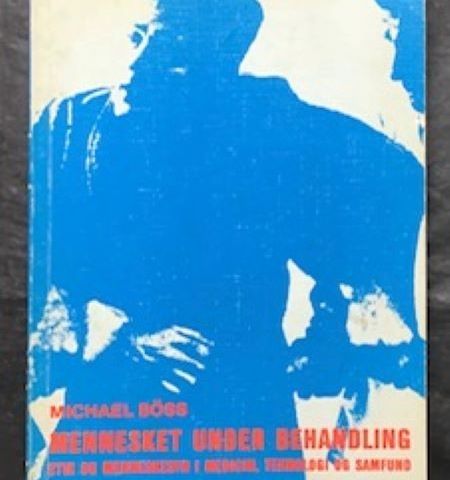 MICHAEL BÖSS
MENNESKET UNDER BEHANDLING
ETIK OG MENNESKESYN I MEDICIN, TEKNOLOGI OG SAMFUND